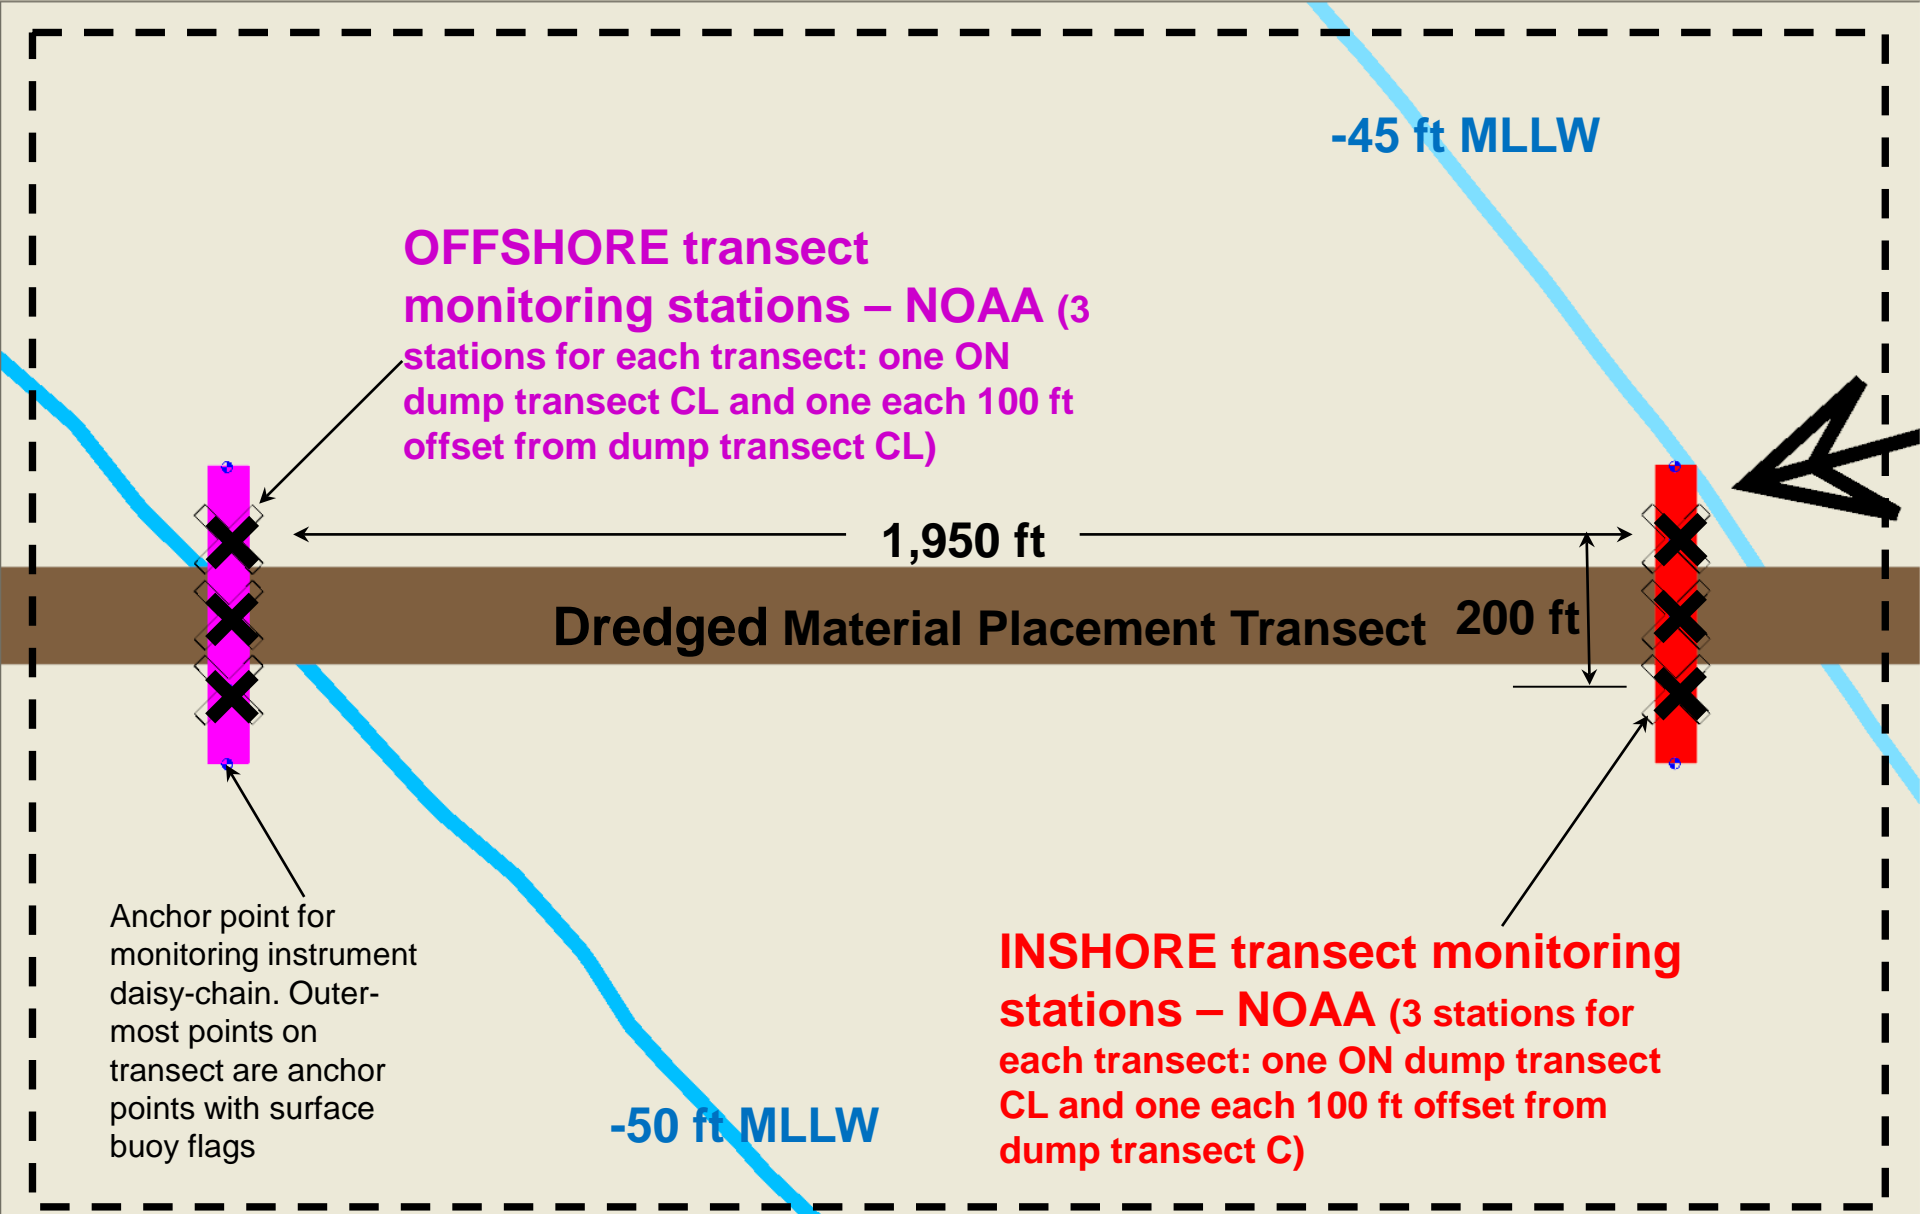 -45 ft MLLW
OFFSHORE transect
monitoring stations – NOAA (3
stations for each transect: one ON
dump transect CL and one each 100 ft
offset from dump transect CL)
1,950 ft
Dredged Material Placement Transect
200 ft
Anchor point for
monitoring instrument
daisy-chain. Outer-
most points on
transect are anchor
points with surface
buoy flags
-50 ft MLLW
INSHORE transect monitoring
stations – NOAA (3 stations for
each transect: one ON dump transect
CL and one each 100 ft offset from
dump transect C)